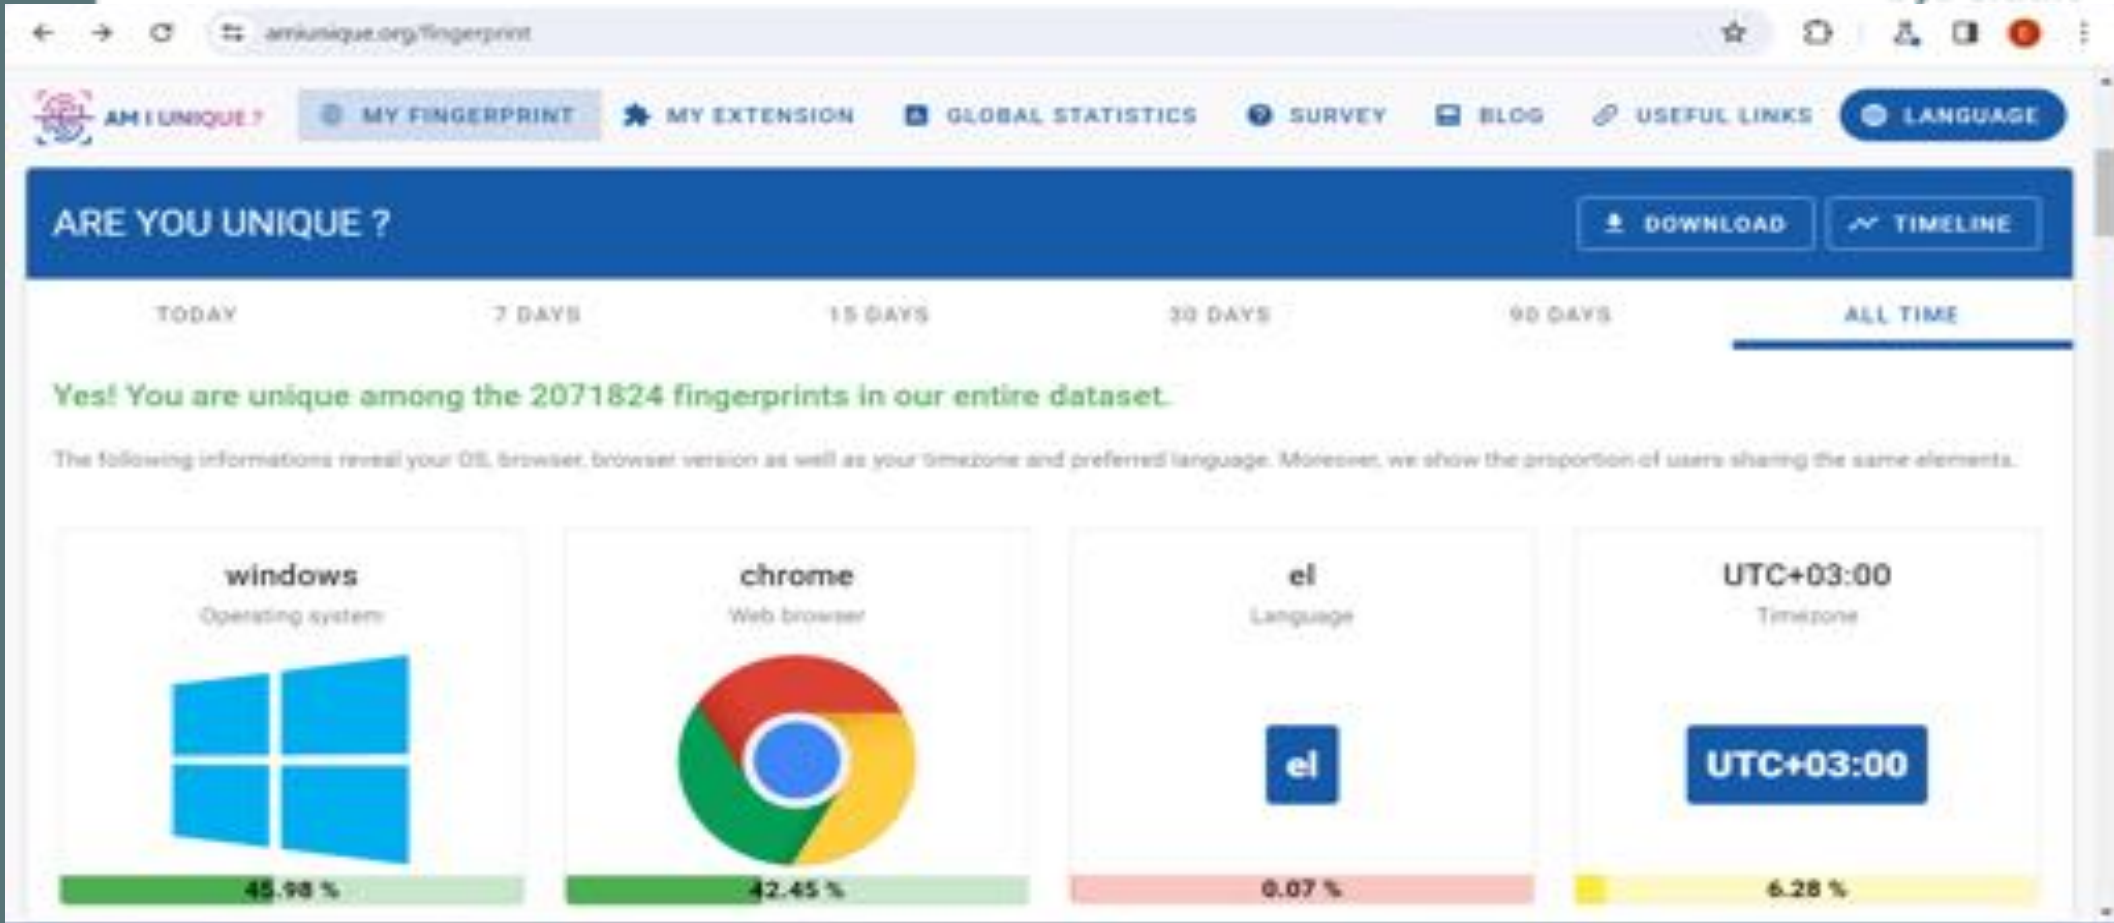 amiunique.org/fingerprint
AM I UNIQUE ? MY FINGERPRINT MY EXTENSION GLOBAL STATISTICS SURVEY BLOG USEFUL LINKS LANGUAGE
ARE YOU UNIQUE ? DOWNLOAD TIMELINE
TODAY 7 DAYS 15 DAYS 30 DAYS 90 DAYS ALL TIME
Yes! You are unique among the 2071824 fingerprints in our entire dataset.
The following informations reveal your OS, browser, browser version as well as your timezone and preferred language. Moreover, we show the proportion of users sharing the same elements.
windows chrome el UTC+03:00
Operating system Web browser Language Timezone
el UTC+03:00
45.98 % 42.45 % 0.07 % 6.28 %